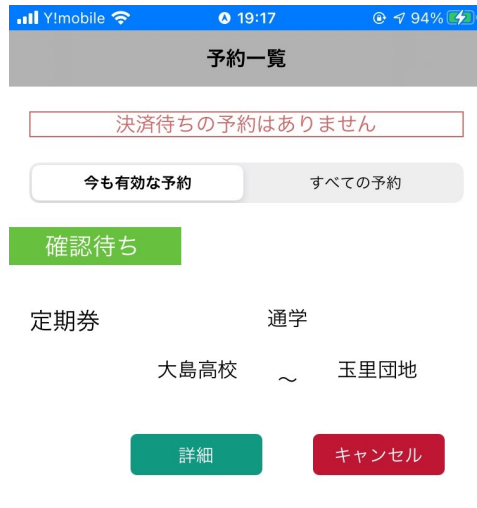 Y!mobile 19:17 94%
予約一覧
決済待ちの予約はありません
今も有効な予約 すべての予約
確認待ち
定期券 通学
大島高校 ～ 玉里団地
詳細 キャンセル